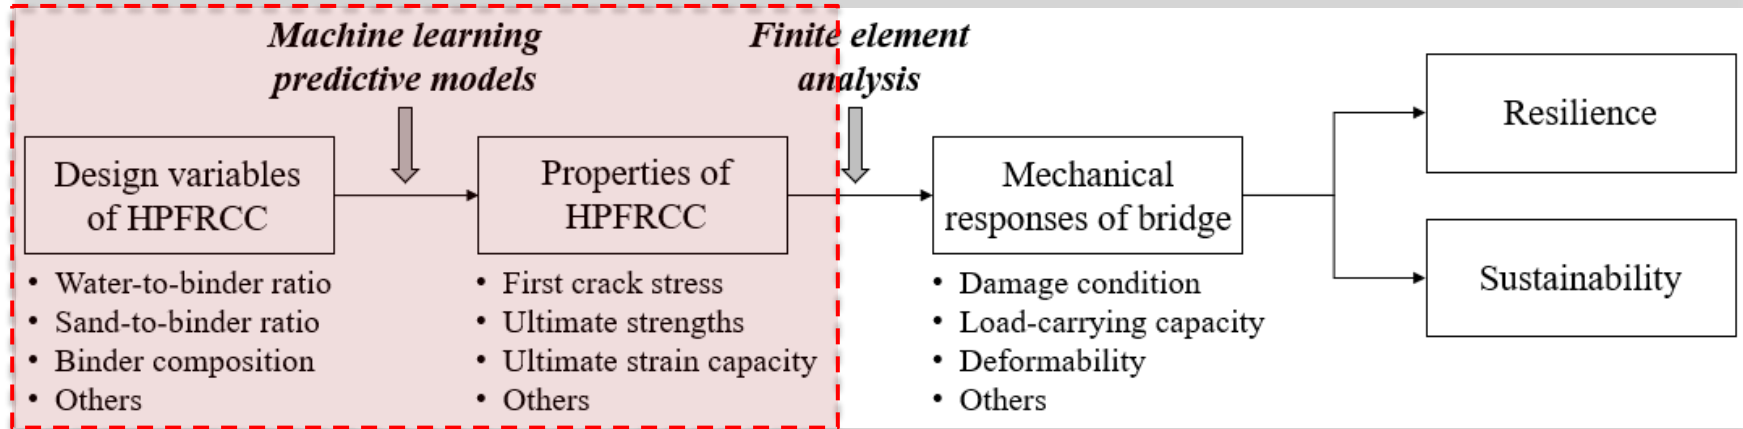 Machine learning
predictive models
Finite element
analysis
Design variables
of HPFRCC
• Water-to-binder ratio
• Sand-to-binder ratio
• Binder composition
• Others
Properties of
HPFRCC
• First crack stress
• Ultimate strengths
• Ultimate strain capacity
• Others
Mechanical
responses of bridge
• Damage condition
• Load-carrying capacity
• Deformability
• Others
Resilience
Sustainability